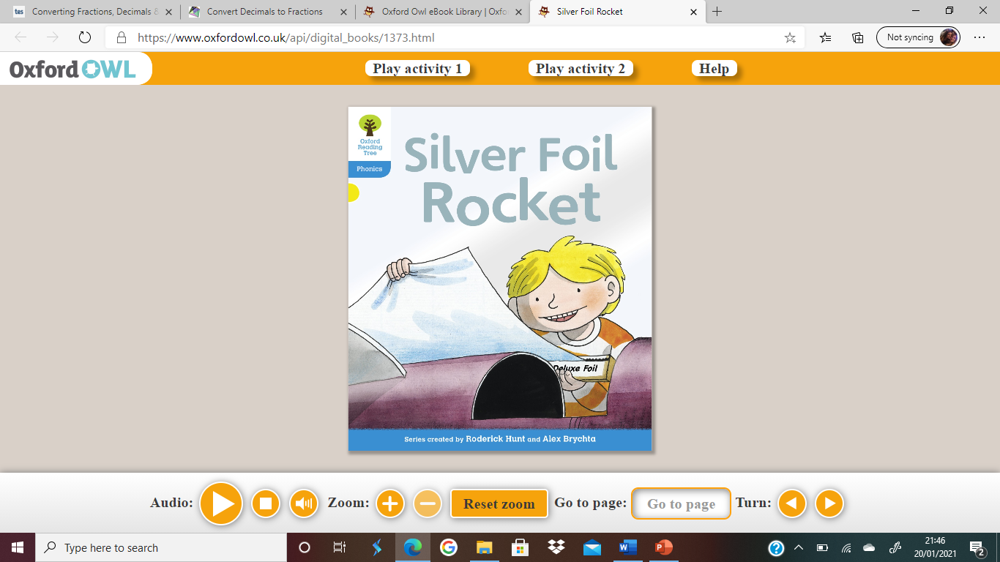 tes Converting Fractions, Decimals &
Convert Decimals to Fractions
Oxford Owl eBook Library | Oxfo
Silver Foil Rocket
https://www.oxfordowl.co.uk/api/digital_books/1373.html
Not syncing
Oxford OWL
Play activity 1
Play activity 2
Help
Oxford
Reading
Tree
Phonics
Silver Foil
Rocket
Deluxe Foil
Series created by Roderick Hunt and Alex Brychta
Audio:
Zoom:
Reset zoom
Go to page:
Go to page
Turn:
Type here to search
21:46
20/01/2021
2